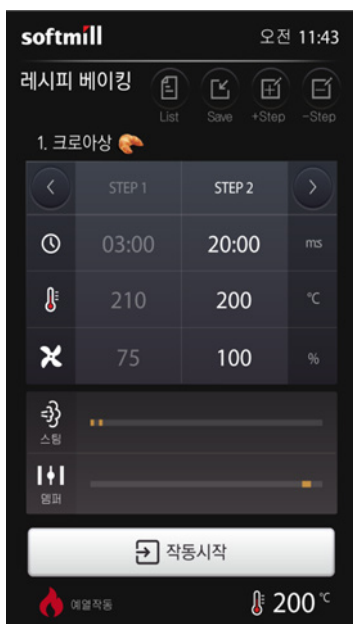 softmill 오전 11:43
레시피 베이킹
List Save +Step -Step
1. 크로아상
STEP 1 STEP 2
03:00 20:00 m:s
210 200 °C
75 100 %
스팀
댐퍼
작동시작
예열작동 200 °C